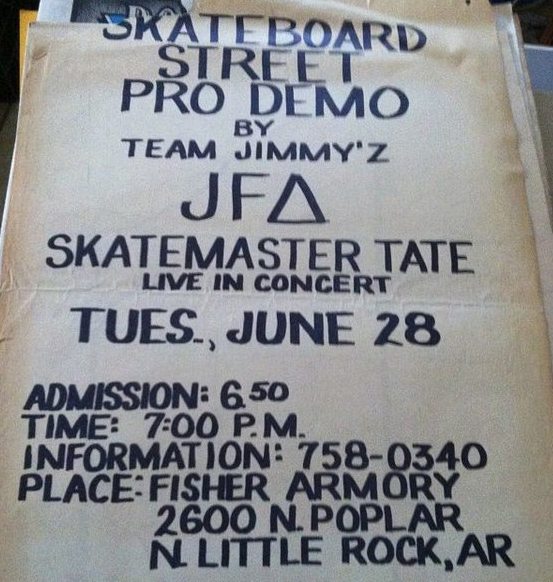 SKATEBOARD
STREET
PRO DEMO
BY
TEAM JIMMY'Z
JFΔ
SKATEMASTER TATE
LIVE IN CONCERT
TUES., JUNE 28
ADMISSION: 6.50
TIME: 7:00 P.M.
INFORMATION: 758-0340
PLACE: FISHER ARMORY
2600 N. POPLAR
N. LITTLE ROCK, AR